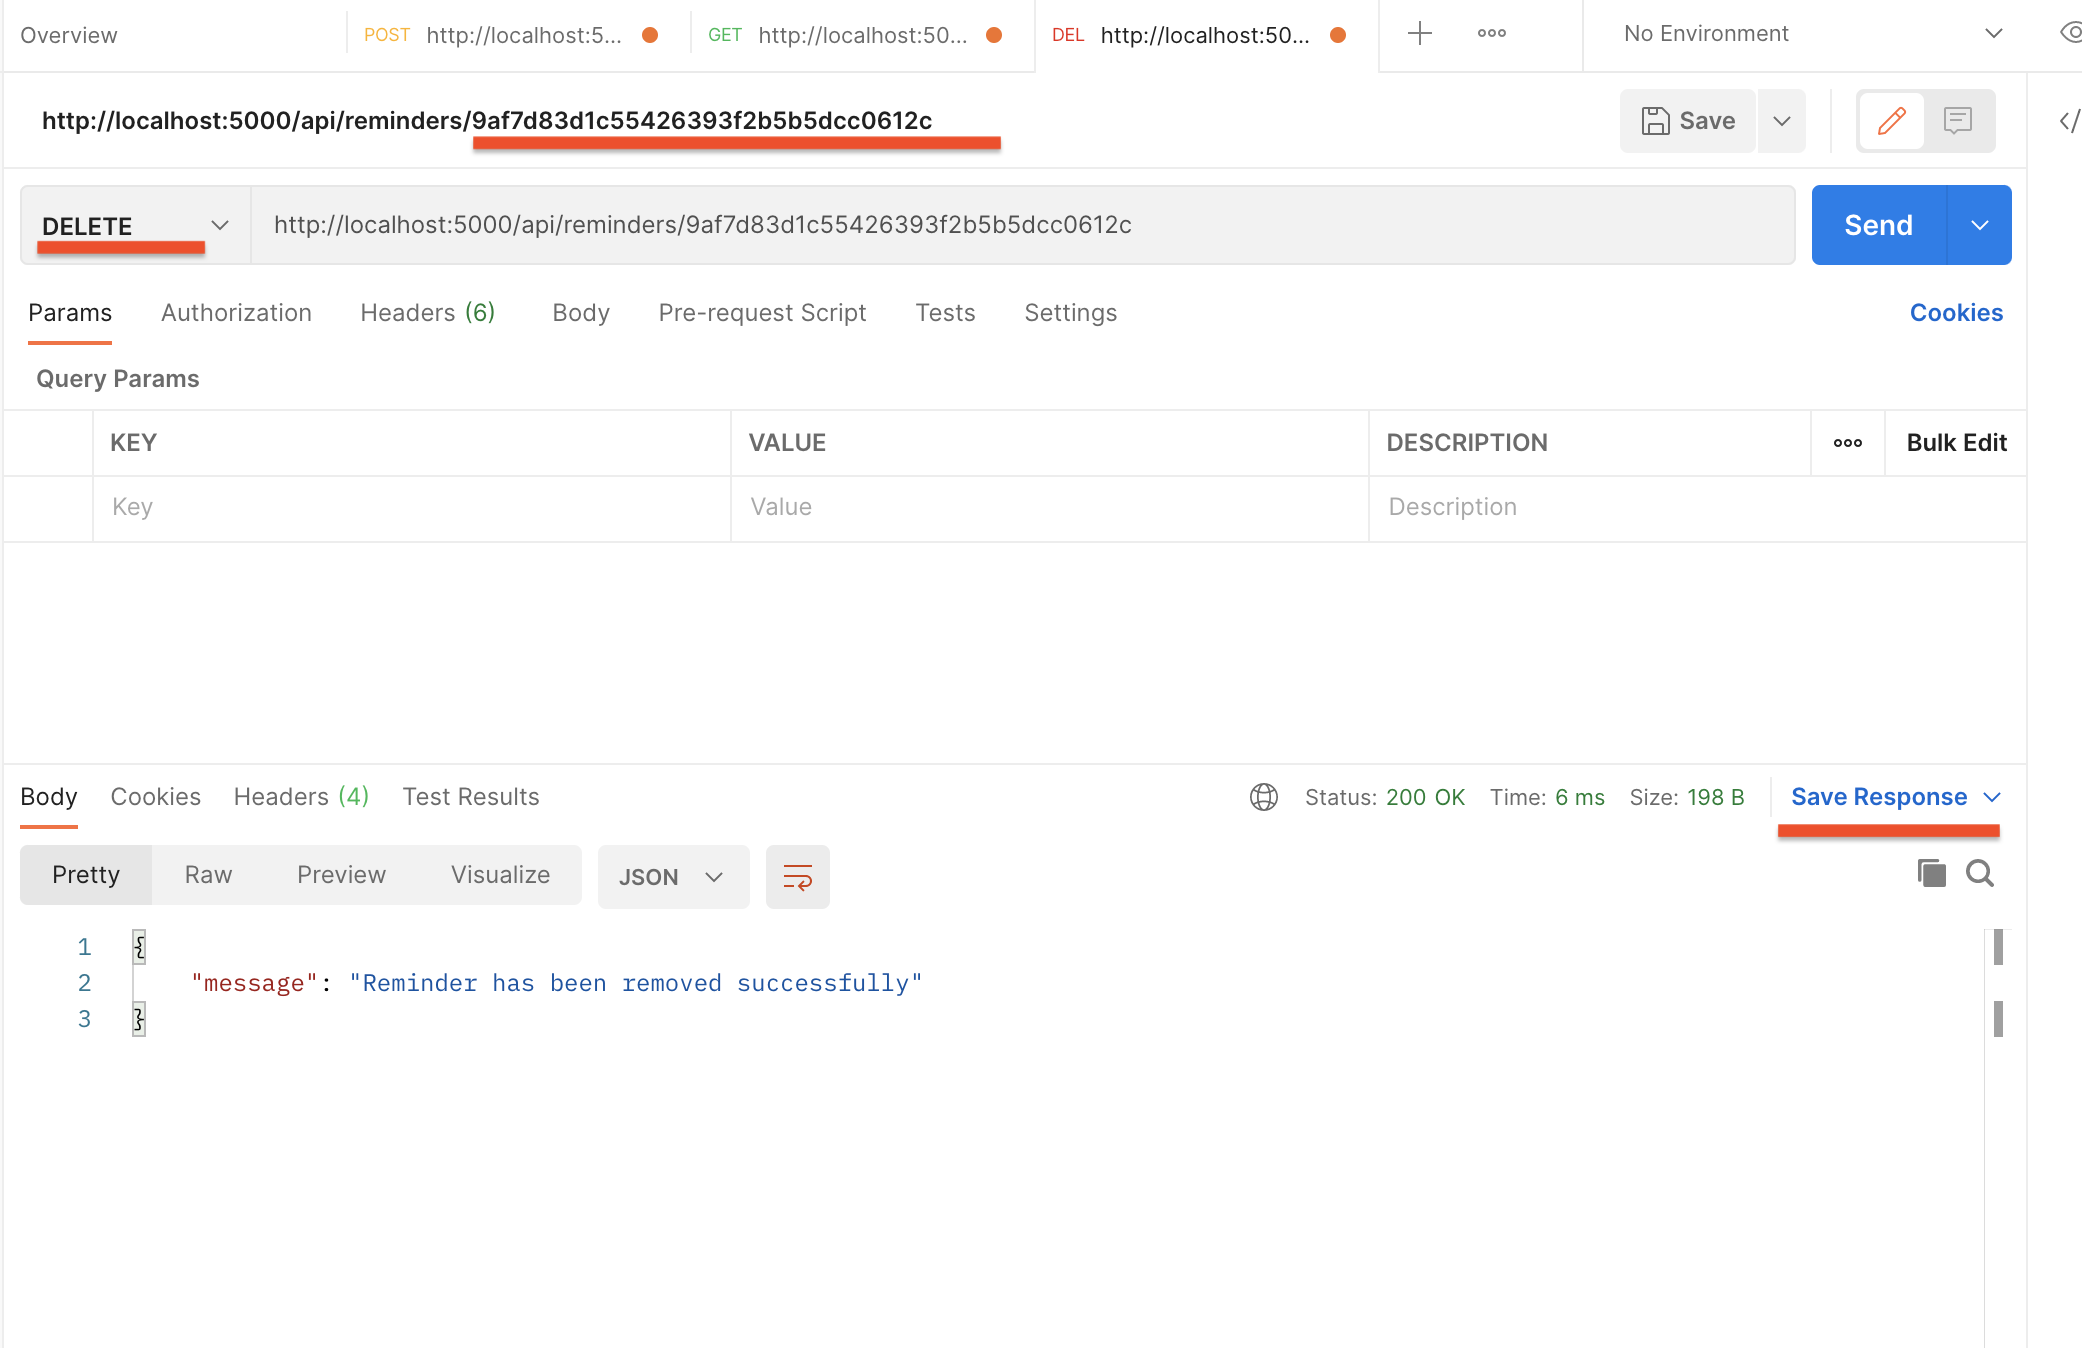 Overview
POST http://localhost:5...
GET http://localhost:50...
DEL http://localhost:50...
No Environment
http://localhost:5000/api/reminders/9af7d83d1c55426393f2b5b5dcc0612c
Save
DELETE
http://localhost:5000/api/reminders/9af7d83d1c55426393f2b5b5dcc0612c
Send
Params Authorization Headers (6) Body Pre-request Script Tests Settings Cookies
Query Params
KEY VALUE DESCRIPTION Bulk Edit
Key Value Description
Body Cookies Headers (4) Test Results Status: 200 OK Time: 6 ms Size: 198 B Save Response
Pretty Raw Preview Visualize JSON
1 {
2 "message": "Reminder has been removed successfully"
3 }